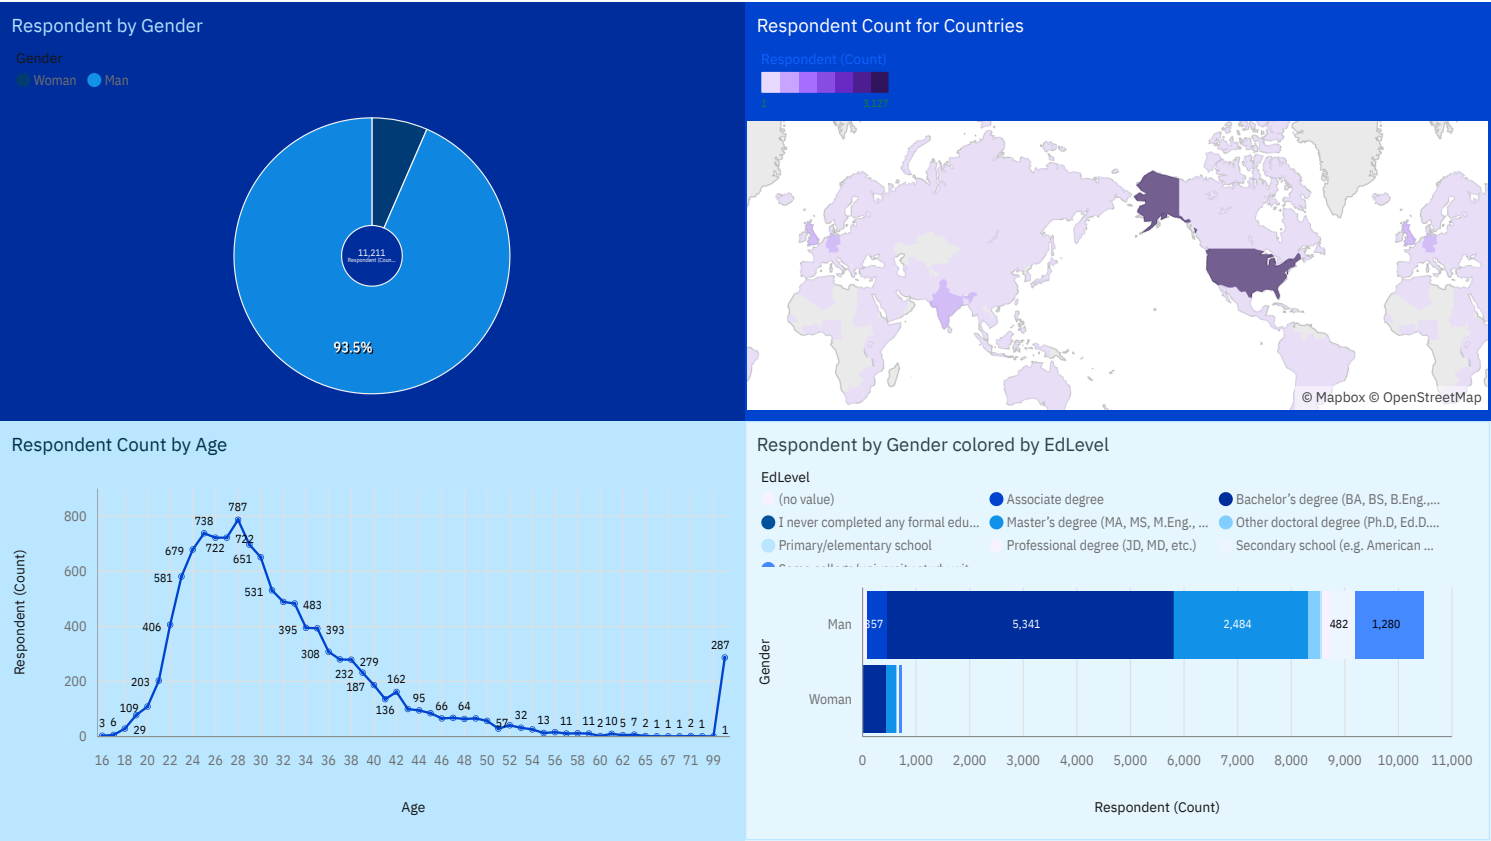 Respondent by Gender
Gender
Woman Man
11,211
Respondent (Coun...
93.5%
Respondent Count for Countries
Respondent (Count)
1 3,127
© Mapbox © OpenStreetMap
Respondent Count by Age
Respondent (Count)
800
600
400
200
0
3 6 29 109 203 406 581 679 738 722 787 722 651 531 483 395 393 308 232 279 187 136 162 95 66 64 57 32 13 11 11 2 10 5 7 2 1 1 1 2 1 1 287
16 18 20 22 24 26 28 30 32 34 36 38 40 42 44 46 48 50 52 54 56 58 60 62 65 67 71 99
Age
Respondent by Gender colored by EdLevel
EdLevel
(no value) Associate degree Bachelor's degree (BA, BS, B.Eng.,...
I never completed any formal edu... Master's degree (MA, MS, M.Eng., ... Other doctoral degree (Ph.D, Ed.D....
Primary/elementary school Professional degree (JD, MD, etc.) Secondary school (e.g. American ...
Gender
Man 357 5,341 2,484 482 1,280
Woman
0 1,000 2,000 3,000 4,000 5,000 6,000 7,000 8,000 9,000 10,000 11,000
Respondent (Count)